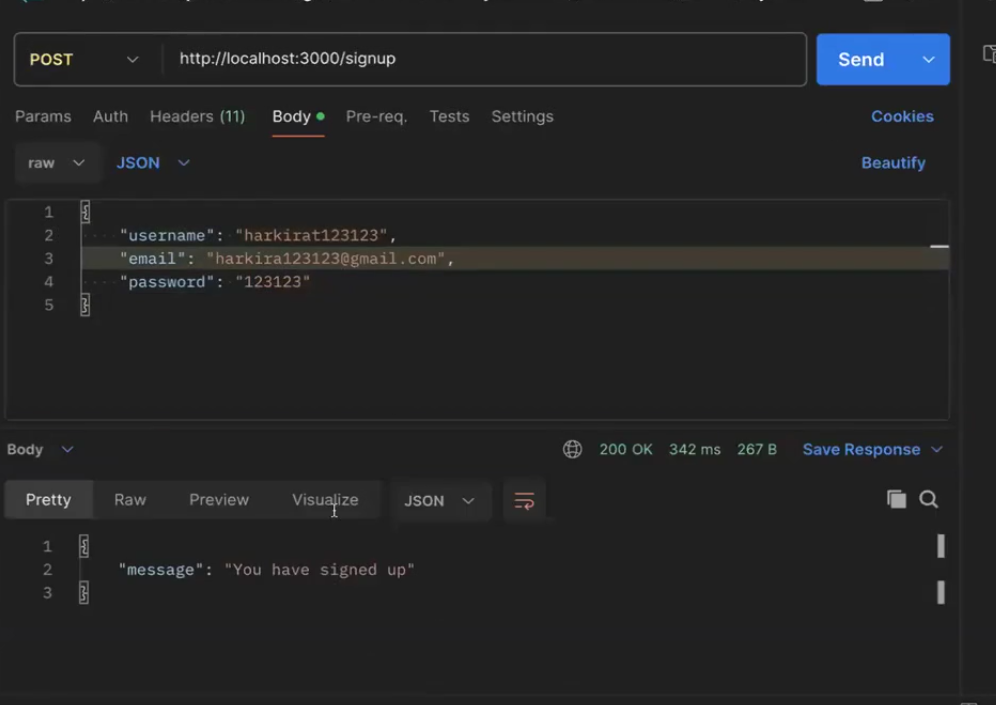 POST http://localhost:3000/signup Send
Params Auth Headers (11) Body Pre-req. Tests Settings Cookies
raw JSON Beautify
1 {
2 "username": "harkirat123123",
3 "email": "harkira123123@gmail.com",
4 "password": "123123"
5 }
Body 200 OK 342 ms 267 B Save Response
Pretty Raw Preview Visualize JSON
1 {
2 "message": "You have signed up"
3 }